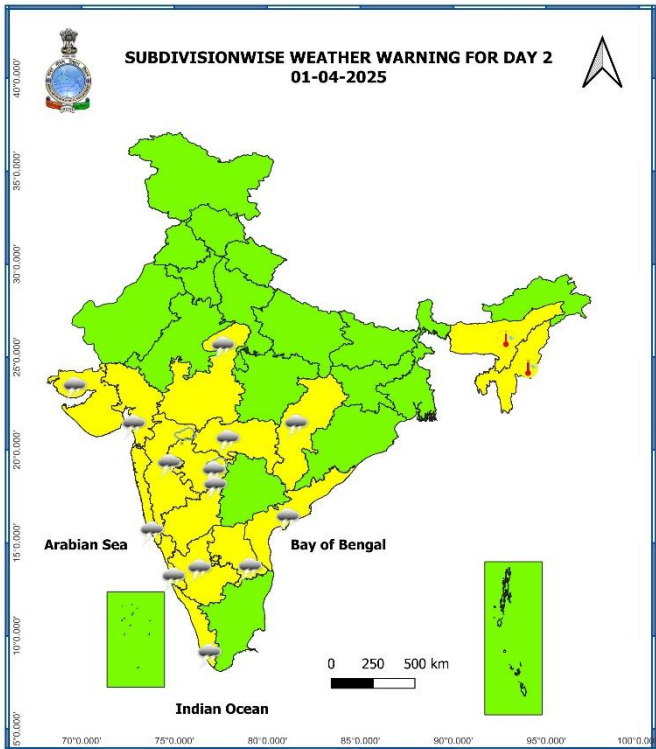 SUBDIVISIONWISE WEATHER WARNING FOR DAY 2
01-04-2025
40°0.000'
35°0.000'
30°0.000'
25°0.000'
20°0.000'
15°0.000'
10°0.000'
5°0.000'
Arabian Sea
Bay of Bengal
0 250 500 km
Indian Ocean
70°0.000' 75°0.000' 80°0.000' 85°0.000' 90°0.000' 95°0.000' 100°0.000'